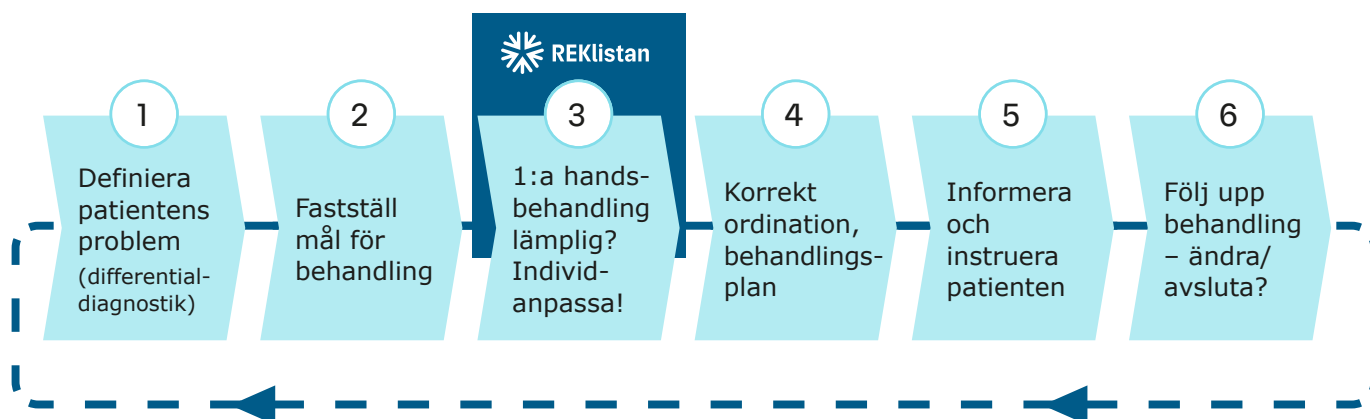 REKlistan
1
Definiera
patientens
problem
(differential-
diagnostik)
2
Fastställ
mål för
behandling
3
1:a hands-
behandling
lämplig?
Individ-
anpassa!
4
Korrekt
ordination,
behandlings-
plan
5
Informera
och
instruera
patienten
6
Följ upp
behandling
– ändra/
avsluta?